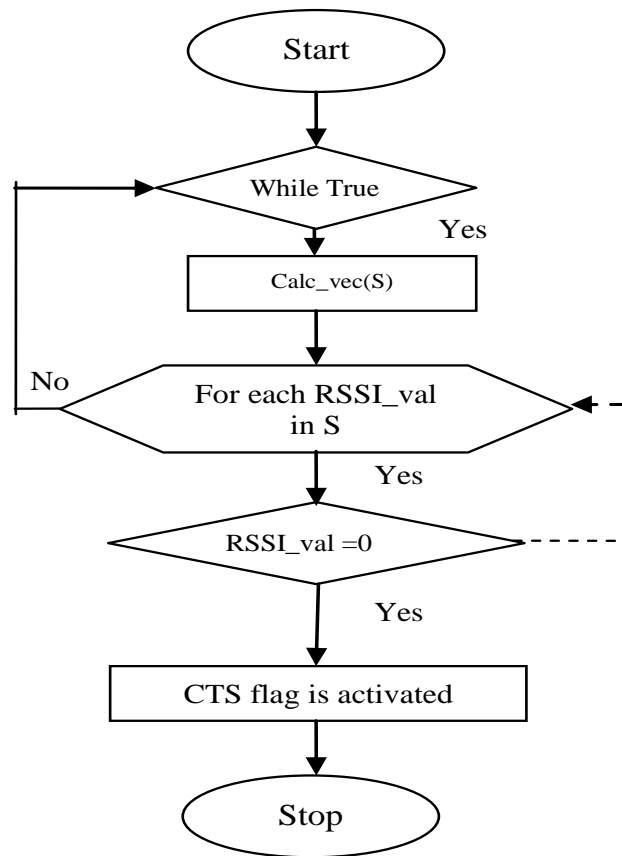 Start
While True
Yes
Calc_vec(S)
No
For each RSSI_val
in S
Yes
RSSI_val =0
Yes
CTS flag is activated
Stop